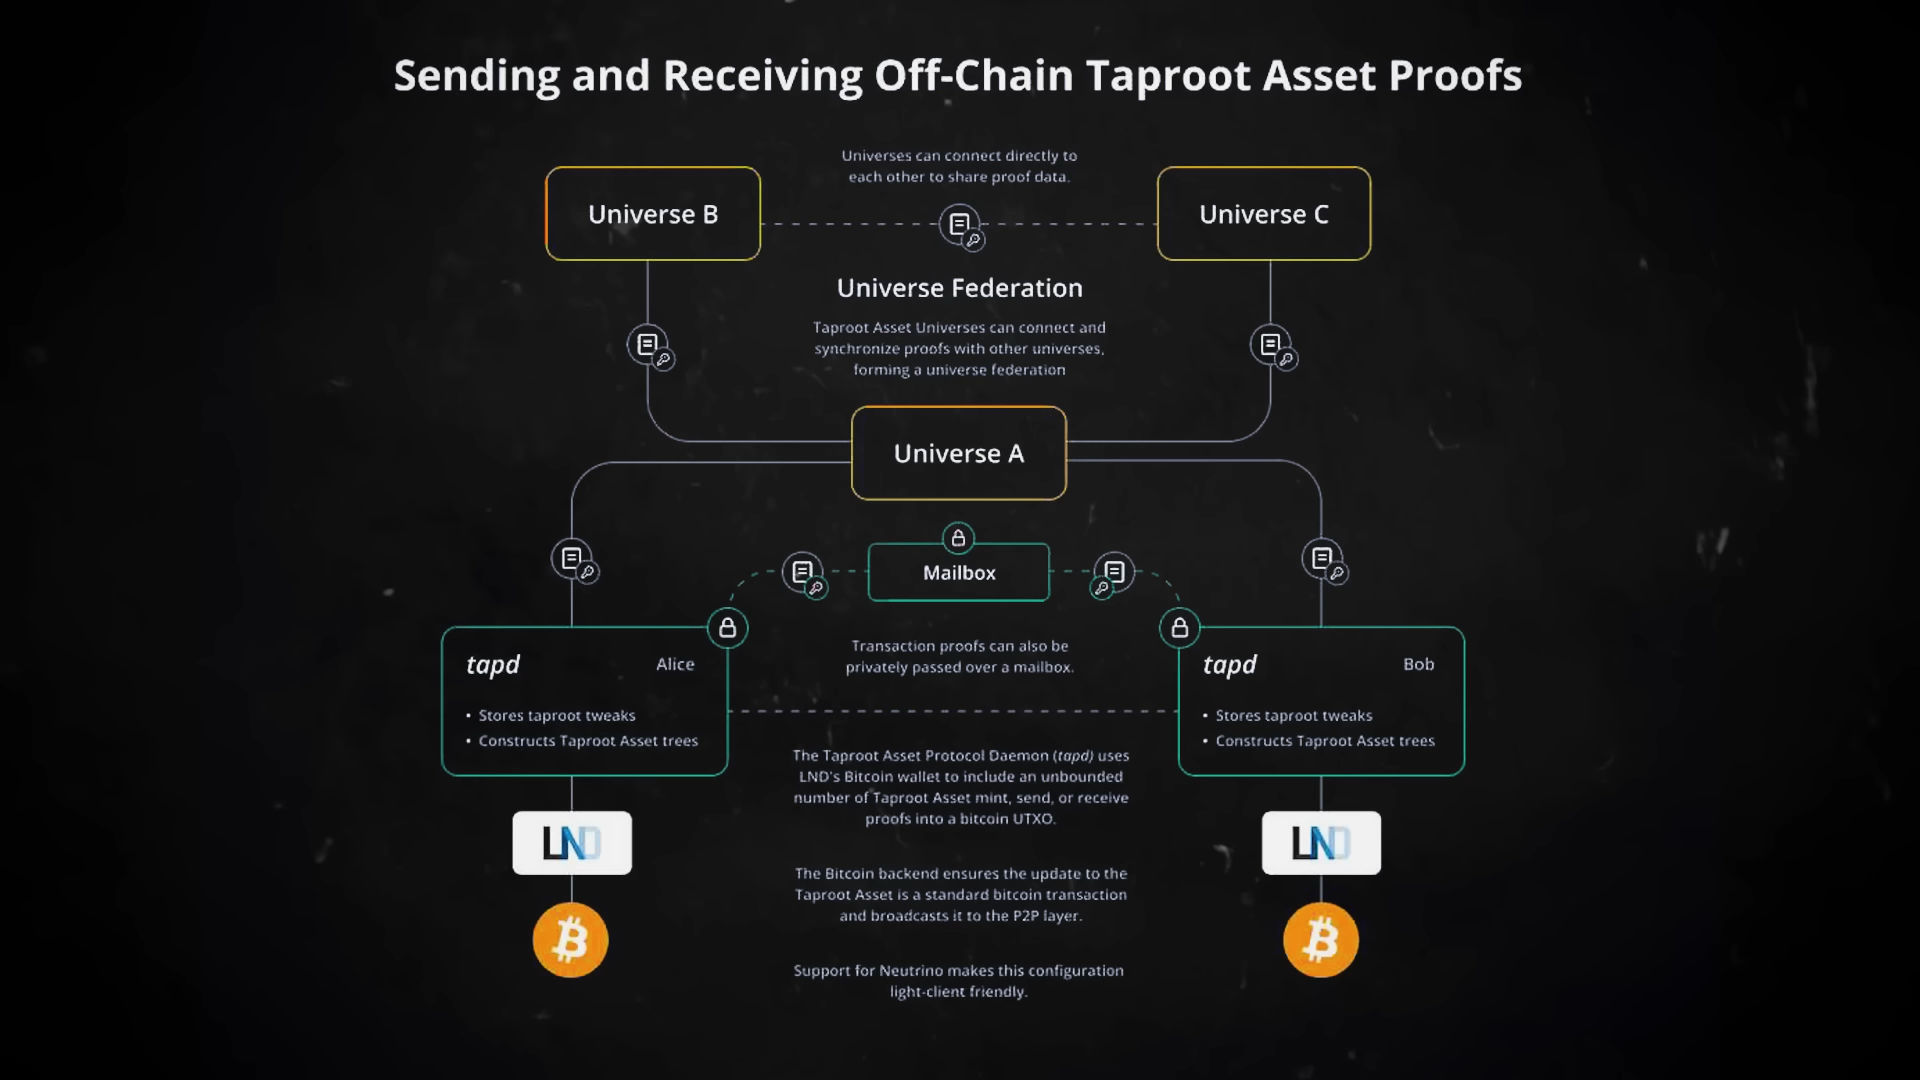 Sending and Receiving Off-Chain Taproot Asset Proofs
Universes can connect directly to
each other to share proof data.
Universe B
Universe C
Universe Federation
Taproot Asset Universes can connect and
synchronize proofs with other universes,
forming a universe federation
Universe A
Mailbox
Transaction proofs can also be
privately passed over a mailbox.
tapd Alice
• Stores taproot tweaks
• Constructs Taproot Asset trees
tapd Bob
• Stores taproot tweaks
• Constructs Taproot Asset trees
The Taproot Asset Protocol Daemon (tapd) uses
LND's Bitcoin wallet to include an unbounded
number of Taproot Asset mint, send, or receive
proofs into a bitcoin UTXO.
LND
LND
The Bitcoin backend ensures the update to the
Taproot Asset is a standard bitcoin transaction
and broadcasts it to the P2P layer.
Support for Neutrino makes this configuration
light-client friendly.